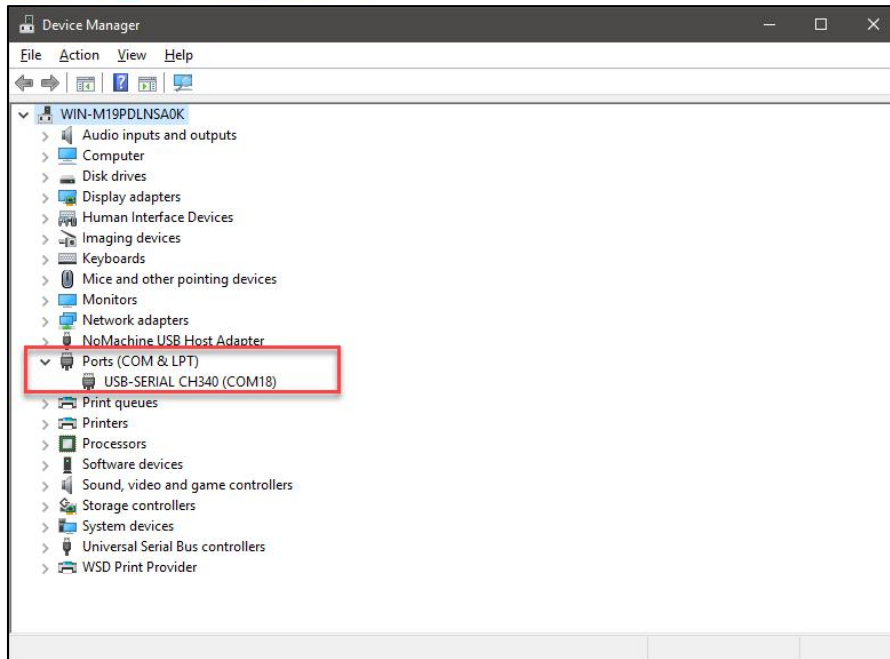 Device Manager
File Action View Help
WIN-M19PDLNSA0K
Audio inputs and outputs
Computer
Disk drives
Display adapters
Human Interface Devices
Imaging devices
Keyboards
Mice and other pointing devices
Monitors
Network adapters
NoMachine USB Host Adapter
Ports (COM & LPT)
USB-SERIAL CH340 (COM18)
Print queues
Printers
Processors
Software devices
Sound, video and game controllers
Storage controllers
System devices
Universal Serial Bus controllers
WSD Print Provider